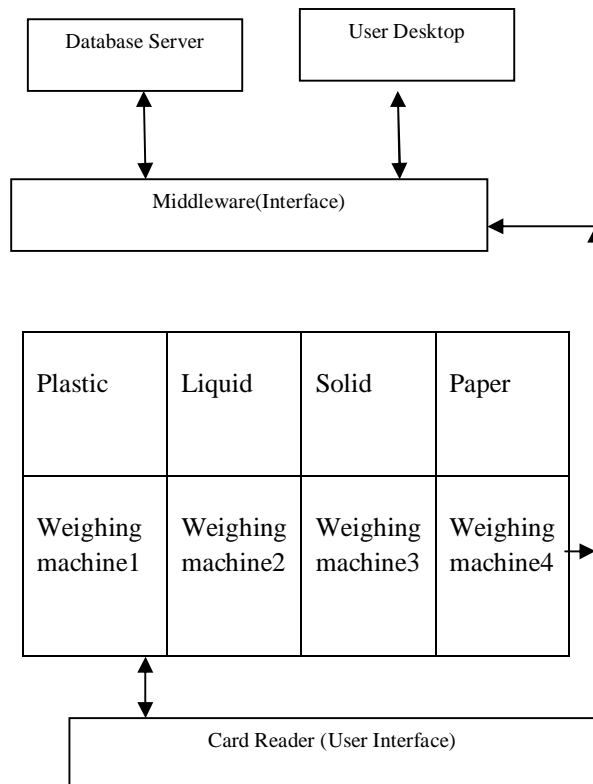 Database Server
User Desktop
Middleware(Interface)
Plastic
Liquid
Solid
Paper
Weighing
machine1
Weighing
machine2
Weighing
machine3
Weighing
machine4
Card Reader (User Interface)